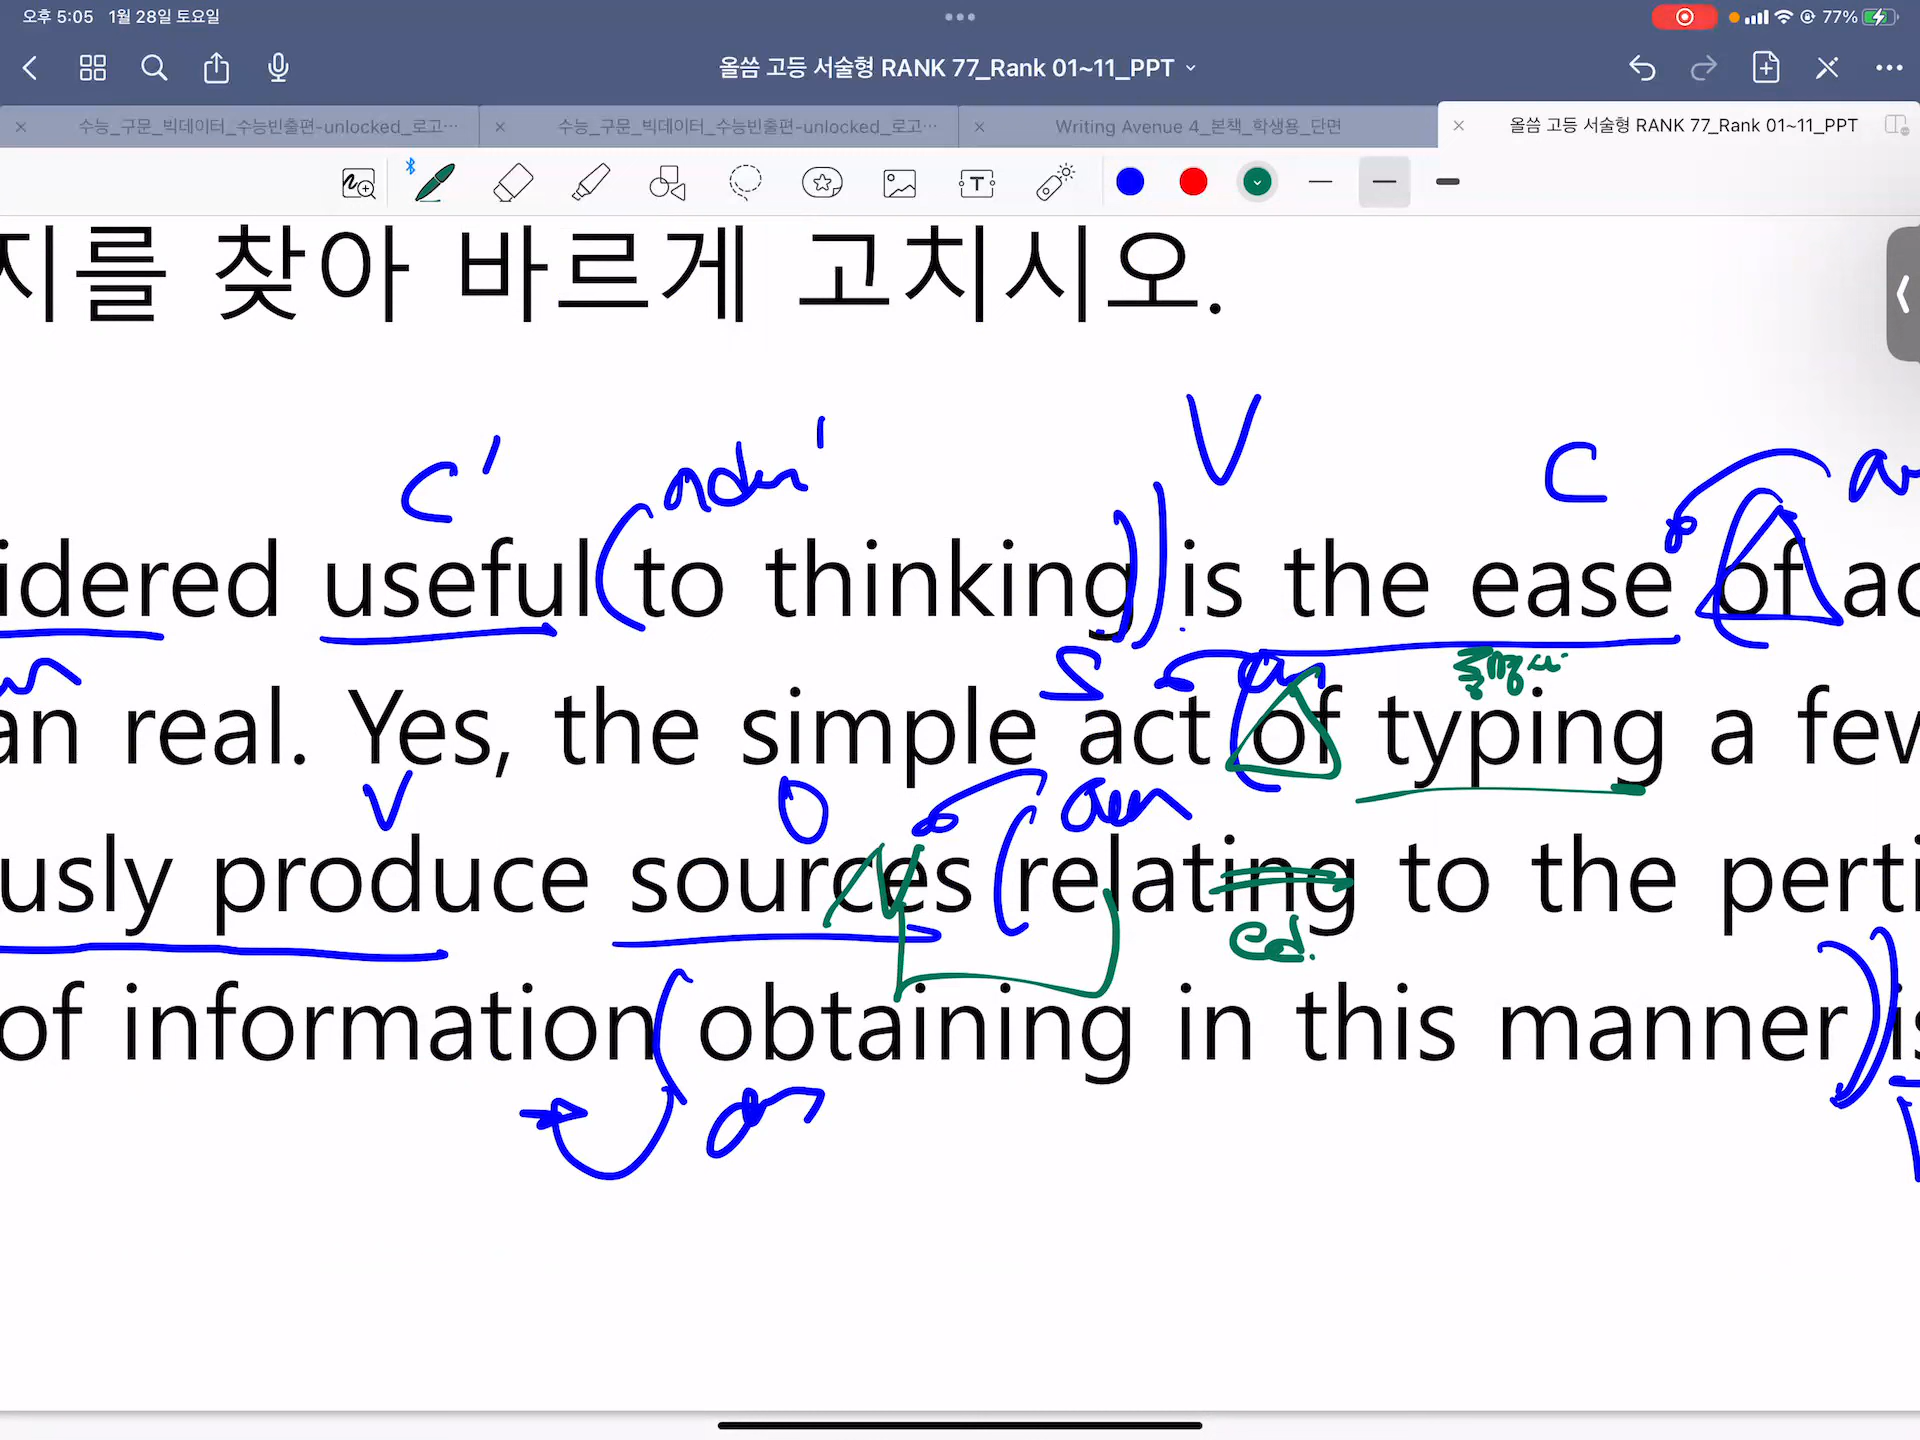 오후 5:05 1월 28일 토요일
77%
올씀 고등 서술형 RANK 77_Rank 01~11_PPT
수능_구문_빅데이터_수능빈출편-unlocked_로고…
수능_구문_빅데이터_수능빈출편-unlocked_로고…
Writing Avenue 4_본책_학생용_단면
올씀 고등 서술형 RANK 77_Rank 01~11_PPT
지를 찾아 바르게 고치시오.
V
C' C
idered useful (to thinking)) is the ease (of ac
S
an real. Yes, the simple act (of typing a few
V O
usly produce sources (relating to the perti
ed.
of information (obtaining in this manner)) is